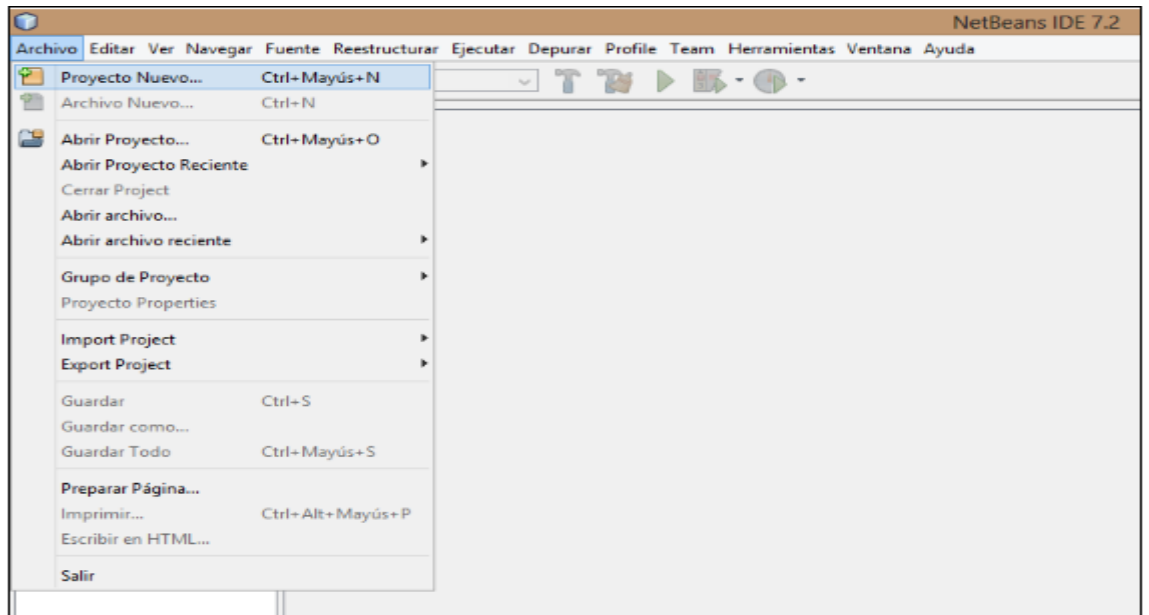 NetBeans IDE 7.2
Archivo Editar Ver Navegar Fuente Reestructurar Ejecutar Depurar Profile Team Herramientas Ventana Ayuda
Proyecto Nuevo... Ctrl+Mayús+N
Archivo Nuevo... Ctrl+N
Abrir Proyecto... Ctrl+Mayús+O
Abrir Proyecto Reciente
Cerrar Project
Abrir archivo...
Abrir archivo reciente
Grupo de Proyecto
Proyecto Properties
Import Project
Export Project
Guardar Ctrl+S
Guardar como...
Guardar Todo Ctrl+Mayús+S
Preparar Página...
Imprimir... Ctrl+Alt+Mayús+P
Escribir en HTML...
Salir